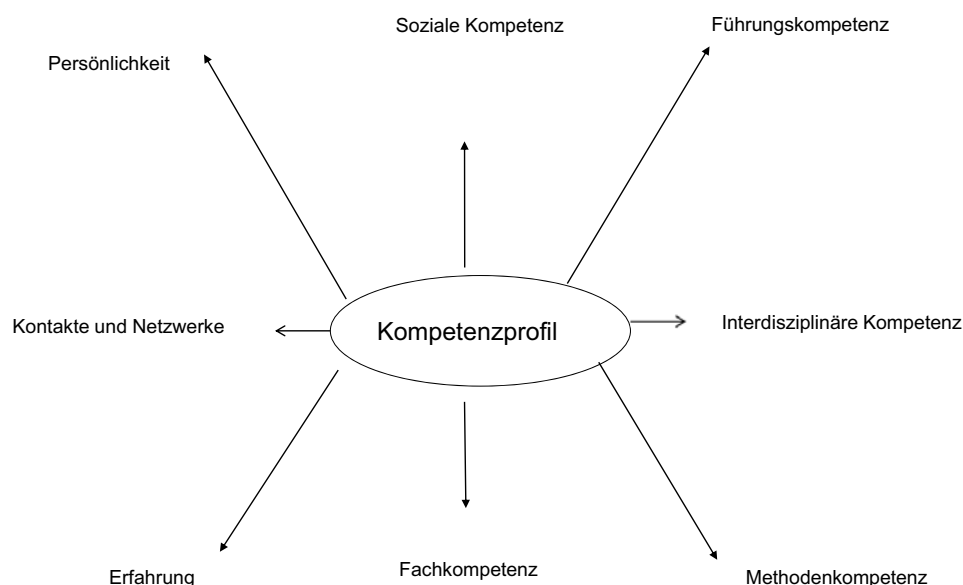 Soziale Kompetenz
Führungskompetenz
Persönlichkeit
Kontakte und Netzwerke
Kompetenzprofil
Interdisziplinäre Kompetenz
Erfahrung
Fachkompetenz
Methodenkompetenz